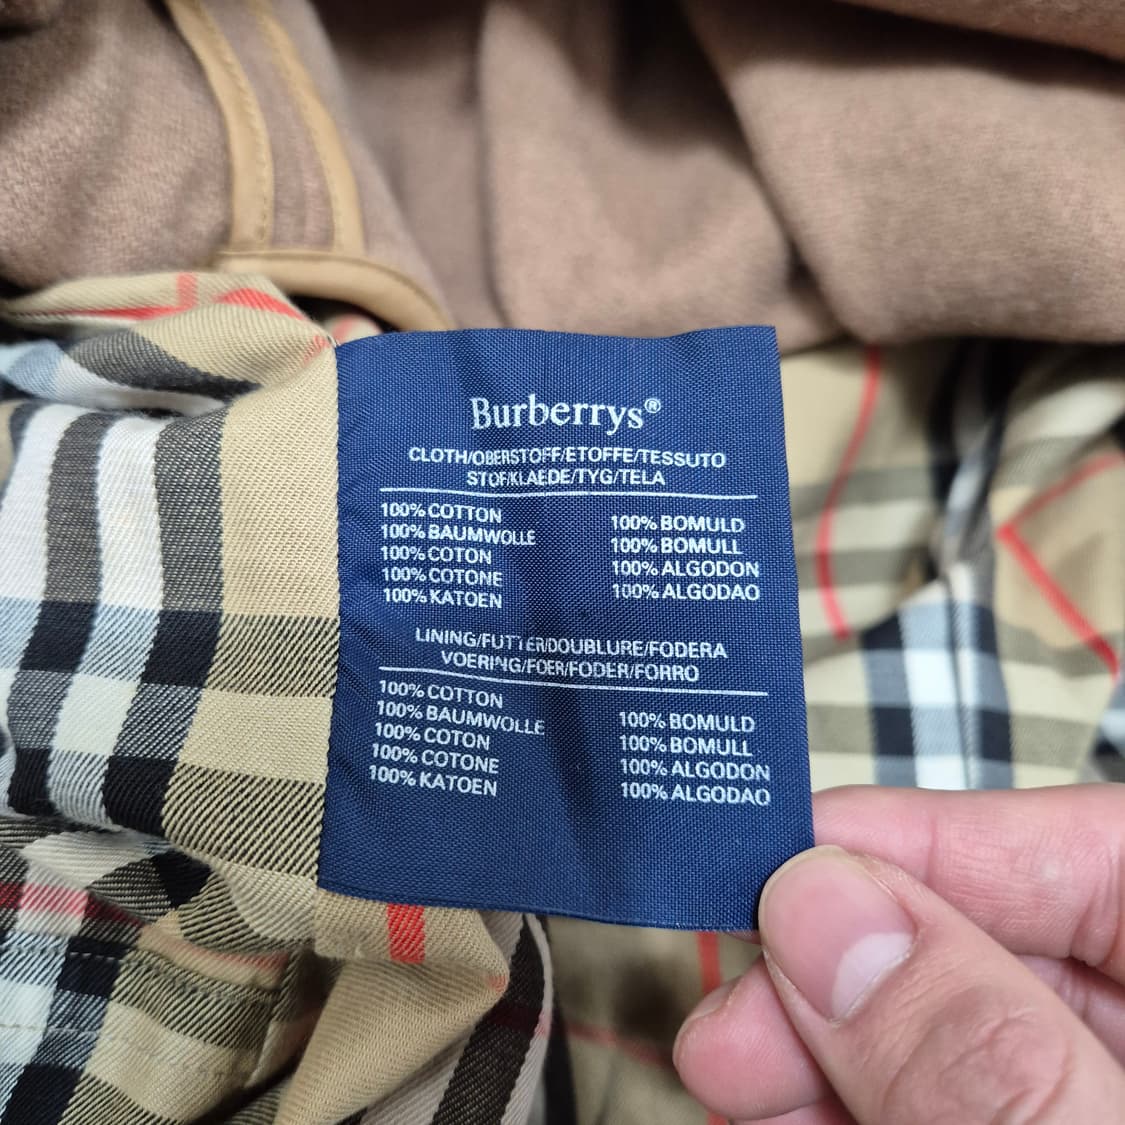 Burberrys®
CLOTH/OBERSTOFF/ETOFFE/TESSUTO
STOF/KLAEDE/TYG/TELA
100% COTTON
100% BAUMWOLLE
100% COTON
100% COTONE
100% KATOEN
100% BOMULD
100% BOMULL
100% ALGODON
100% ALGODAO
LINING/FUTTER/DOUBLURE/FODERA
VOERING/FOER/FODER/FORRO
100% COTTON
100% BAUMWOLLE
100% COTON
100% COTONE
100% KATOEN
100% BOMULD
100% BOMULL
100% ALGODON
100% ALGODAO